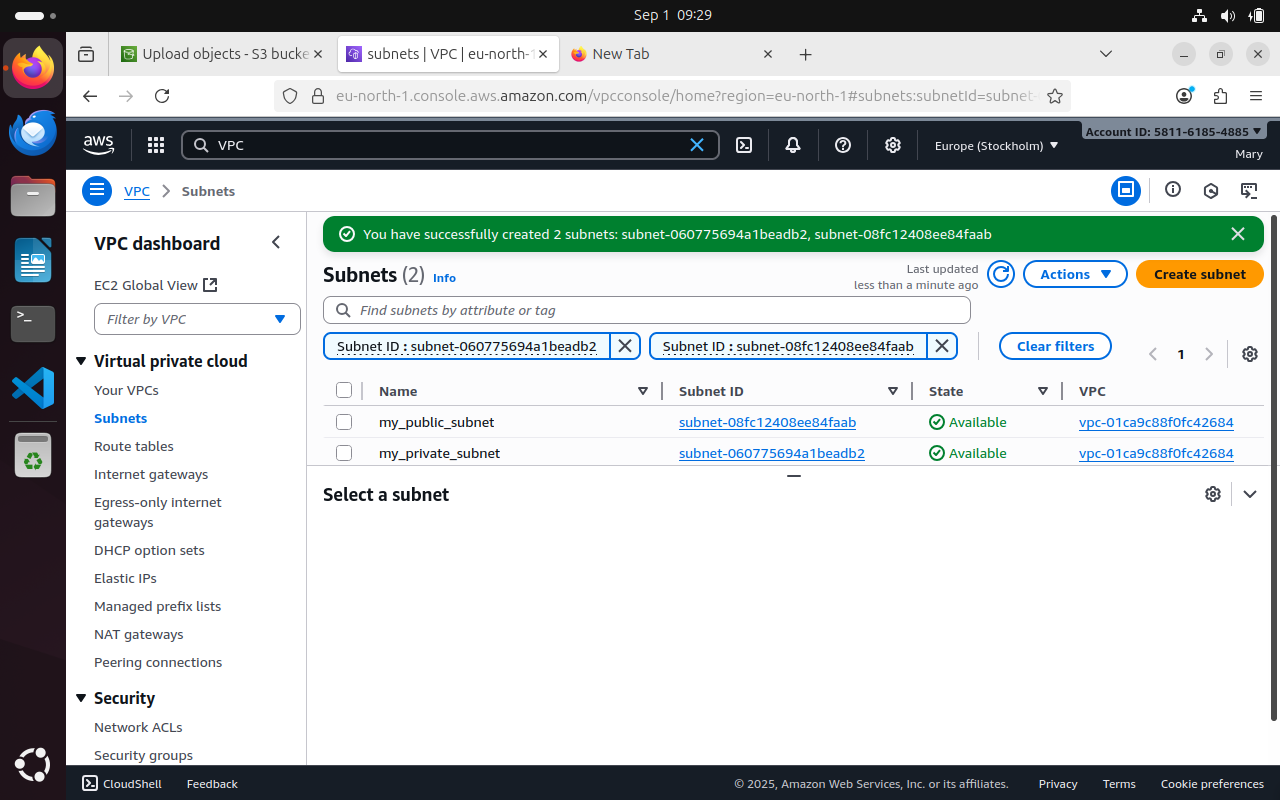 Sep 1 09:29
Upload objects - S3 bucke
subnets | VPC | eu-north-1
New Tab
eu-north-1.console.aws.amazon.com/vpcconsole/home?region=eu-north-1#subnets:subnetId=subnet-
aws
VPC
Europe (Stockholm)
Account ID: 5811-6185-4885
Mary
VPC
Subnets
VPC dashboard
EC2 Global View
Filter by VPC
Virtual private cloud
Your VPCs
Subnets
Route tables
Internet gateways
Egress-only internet
gateways
DHCP option sets
Elastic IPs
Managed prefix lists
NAT gateways
Peering connections
Security
Network ACLs
Security groups
You have successfully created 2 subnets: subnet-060775694a1beadb2, subnet-08fc12408ee84faab
Subnets (2) Info
Last updated
less than a minute ago
Actions
Create subnet
Find subnets by attribute or tag
Subnet ID : subnet-060775694a1beadb2
Subnet ID : subnet-08fc12408ee84faab
Clear filters
1
Name Subnet ID State VPC
my_public_subnet subnet-08fc12408ee84faab Available vpc-01ca9c88f0fc42684
my_private_subnet subnet-060775694a1beadb2 Available vpc-01ca9c88f0fc42684
Select a subnet
CloudShell Feedback © 2025, Amazon Web Services, Inc. or its affiliates. Privacy Terms Cookie preferences